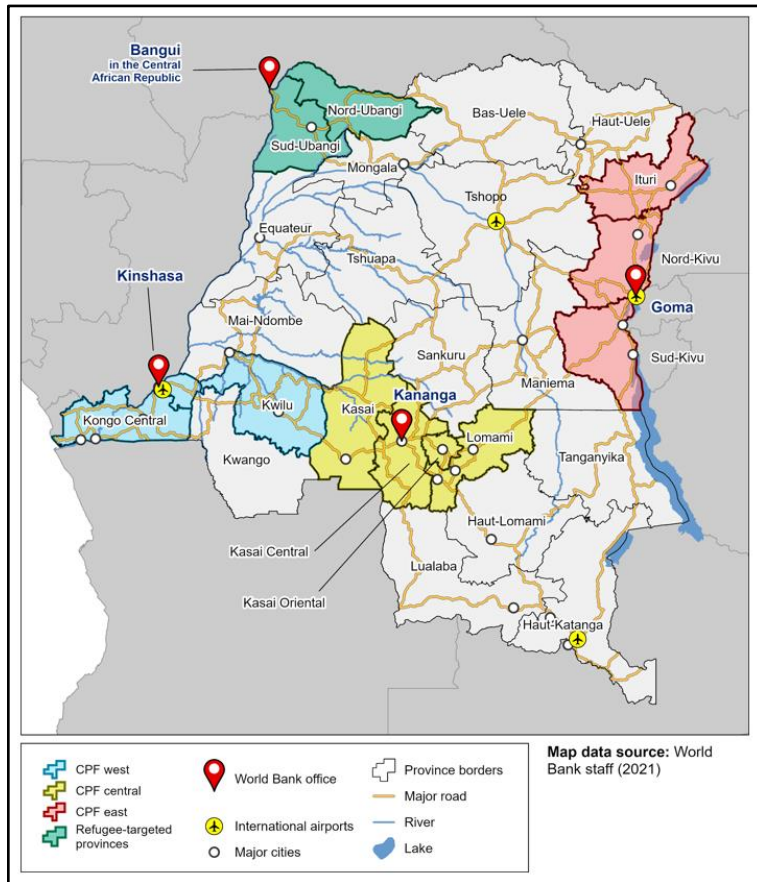 Bangui
in the Central
African Republic
Nord-Ubangi
Sud-Ubangi
Bas-Uele
Haut-Uele
Mongala
Ituri
Tshopo
Equateur
Tshuapa
Nord-Kivu
Kinshasa
Goma
Mai-Ndombe
Sankuru
Sud-Kivu
Maniema
Kananga
Kasai
Kwilu
Kongo Central
Lomami
Kwango
Tanganyika
Haut-Lomami
Kasai Central
Lualaba
Kasai Oriental
Haut-Katanga
CPF west
CPF central
CPF east
Refugee-targeted
provinces
World Bank office
International airports
Major cities
Province borders
Major road
River
Lake
Map data source: World
Bank staff (2021)